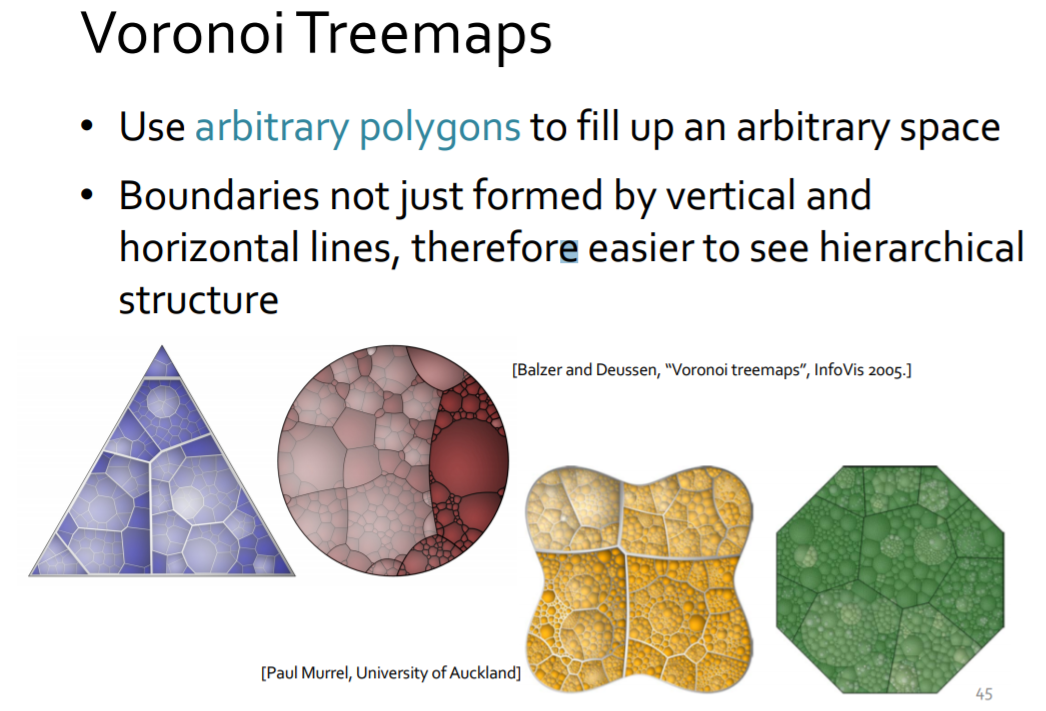 Voronoi Treemaps
• Use arbitrary polygons to fill up an arbitrary space
• Boundaries not just formed by vertical and
horizontal lines, therefore easier to see hierarchical
structure
[Balzer and Deussen, “Voronoi treemaps”, InfoVis 2005.]
[Paul Murrel, University of Auckland]
45